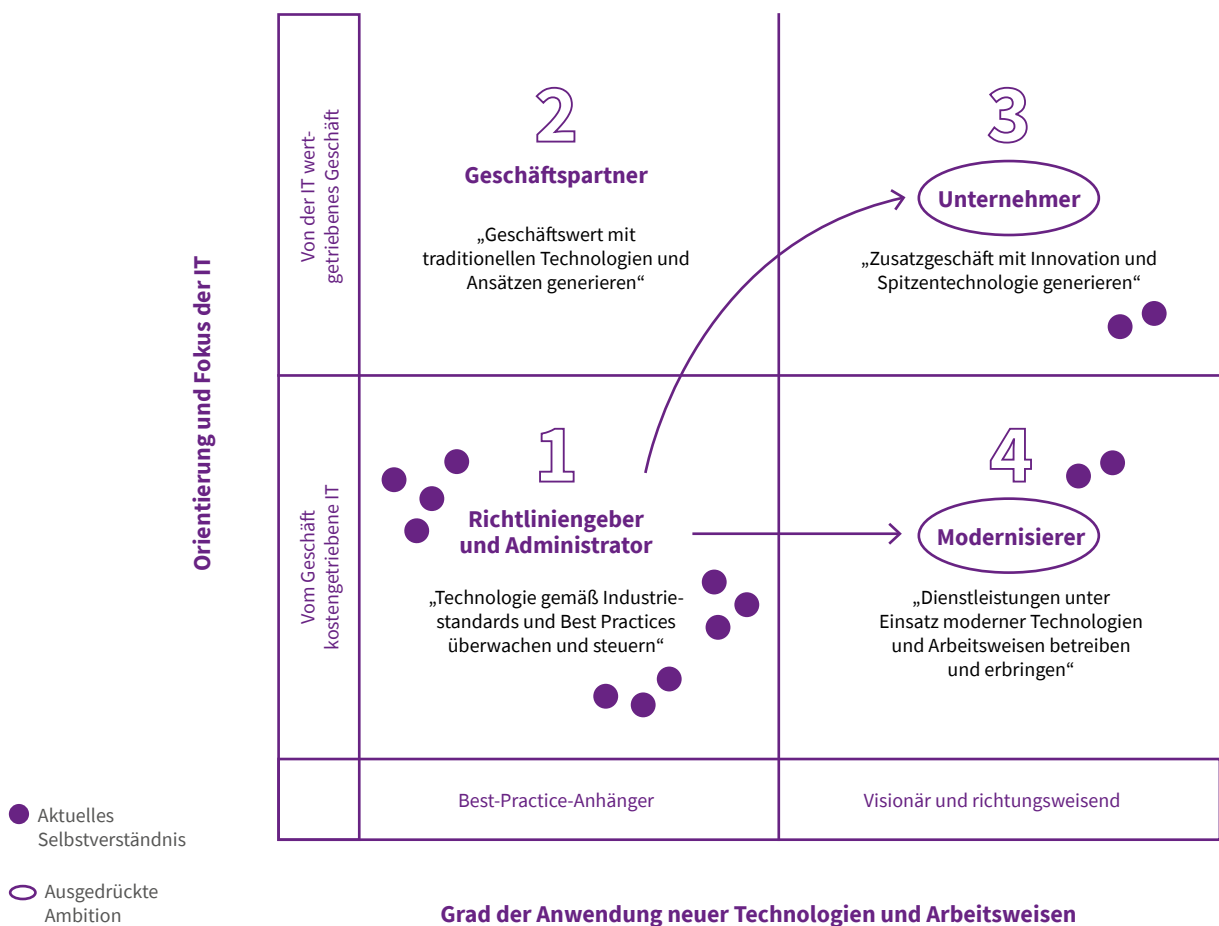 Orientierung und Fokus der IT
Von der IT wert-
getriebenes Geschäft
2
Geschäftspartner
„Geschäftswert mit
traditionellen Technologien und
Ansätzen generieren“
3
Unternehmer
„Zusatzgeschäft mit Innovation und
Spitzentechnologie generieren“
Vom Geschäft
kostengetriebene IT
1
Richtliniengeber
und Administrator
„Technologie gemäß Industrie-
standards und Best Practices
überwachen und steuern“
4
Modernisierer
„Dienstleistungen unter
Einsatz moderner Technologien
und Arbeitsweisen betreiben
und erbringen“
Best-Practice-Anhänger
Visionär und richtungsweisend
Aktuelles
Selbstverständnis
Ausgedrückte
Ambition
Grad der Anwendung neuer Technologien und Arbeitsweisen